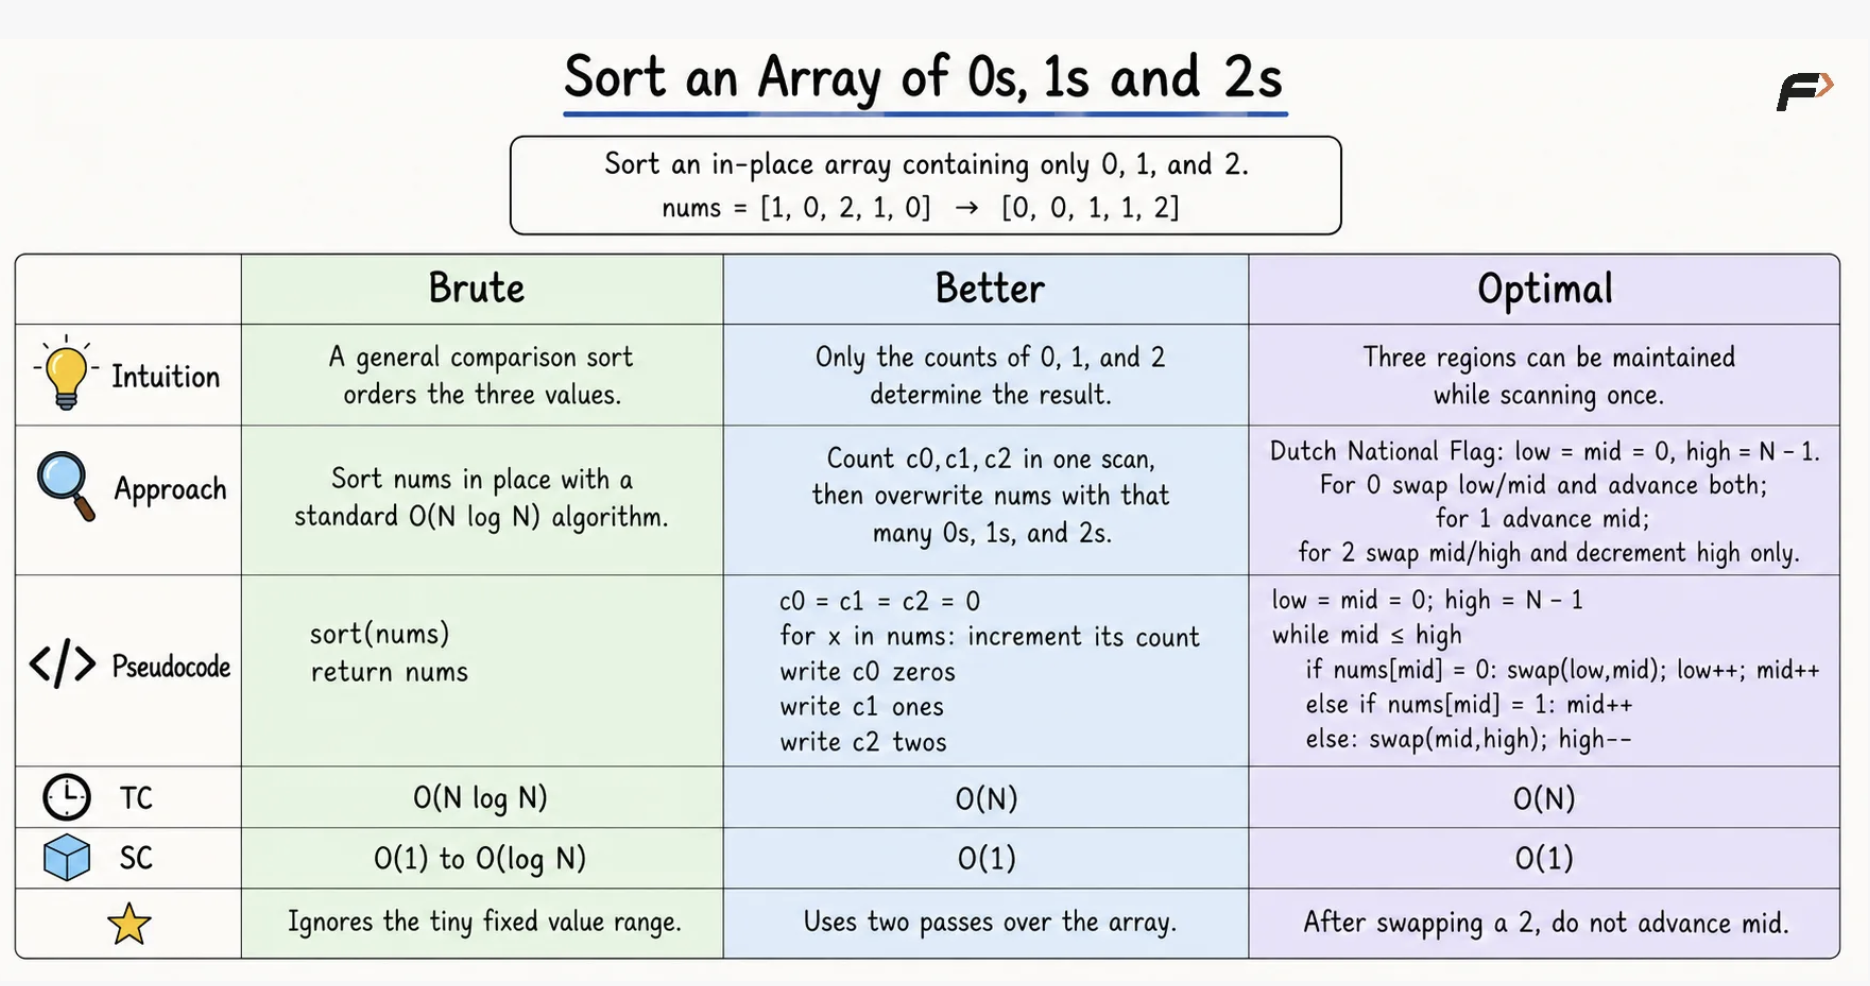 Sort an Array of 0s, 1s and 2s
Sort an in-place array containing only 0, 1, and 2.
nums = [1, 0, 2, 1, 0] → [0, 0, 1, 1, 2]
Brute
Better
Optimal
Intuition
A general comparison sort
orders the three values.
Only the counts of 0, 1, and 2
determine the result.
Three regions can be maintained
while scanning once.
Approach
Sort nums in place with a
standard O(N log N) algorithm.
Count c0, c1, c2 in one scan,
then overwrite nums with that
many 0s, 1s, and 2s.
Dutch National Flag: low = mid = 0, high = N - 1.
For 0 swap low/mid and advance both;
for 1 advance mid;
for 2 swap mid/high and decrement high only.
</> Pseudocode
sort(nums)
return nums
c0 = c1 = c2 = 0
for x in nums: increment its count
write c0 zeros
write c1 ones
write c2 twos
low = mid = 0; high = N - 1
while mid ≤ high
if nums[mid] = 0: swap(low,mid); low++; mid++
else if nums[mid] = 1: mid++
else: swap(mid,high); high--
TC
O(N log N)
O(N)
O(N)
SC
O(1) to O(log N)
O(1)
O(1)
Ignores the tiny fixed value range.
Uses two passes over the array.
After swapping a 2, do not advance mid.